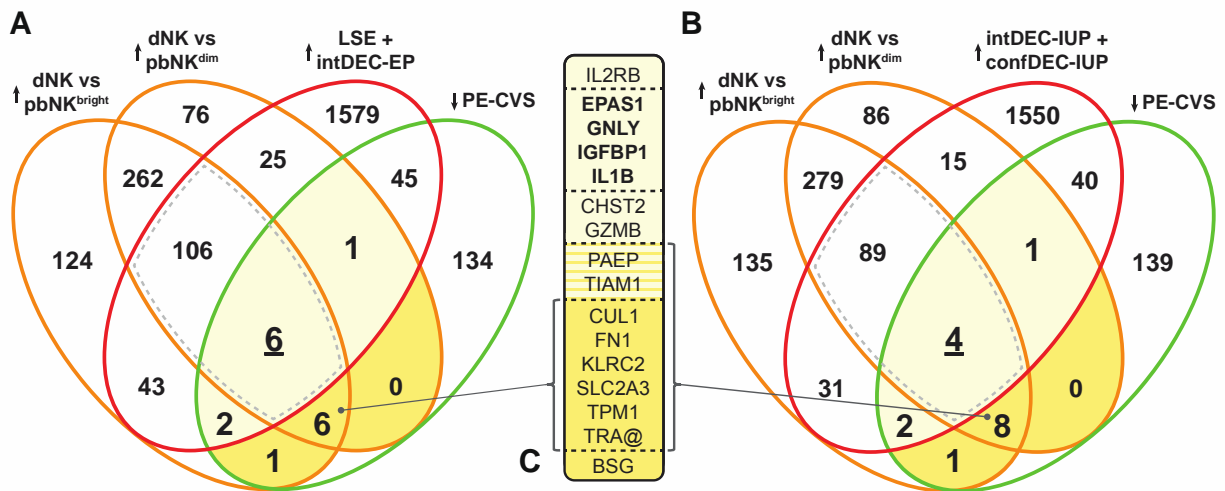 A
dNK vs
pbNKbright
dNK vs
pbNKdim
LSE +
intDEC-EP
PE-CVS
76
1579
262
25
45
124
106
1
134
6
43
0
2
6
1
IL2RB
EPAS1
GNLY
IGFBP1
IL1B
CHST2
GZMB
PAEP
TIAM1
CUL1
FN1
KLRC2
SLC2A3
TPM1
TRA@
BSG
C
B
dNK vs
pbNKbright
dNK vs
pbNKdim
intDEC-IUP +
confDEC-IUP
PE-CVS
86
1550
279
15
40
135
89
1
139
4
31
0
2
8
1